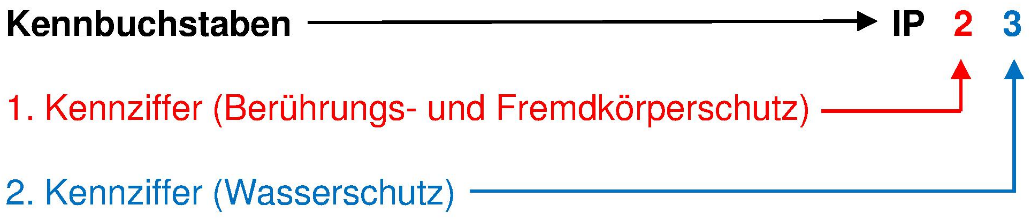 Kennbuchstaben IP 2 3
1. Kennziffer (Berührungs- und Fremdkörperschutz)
2. Kennziffer (Wasserschutz)